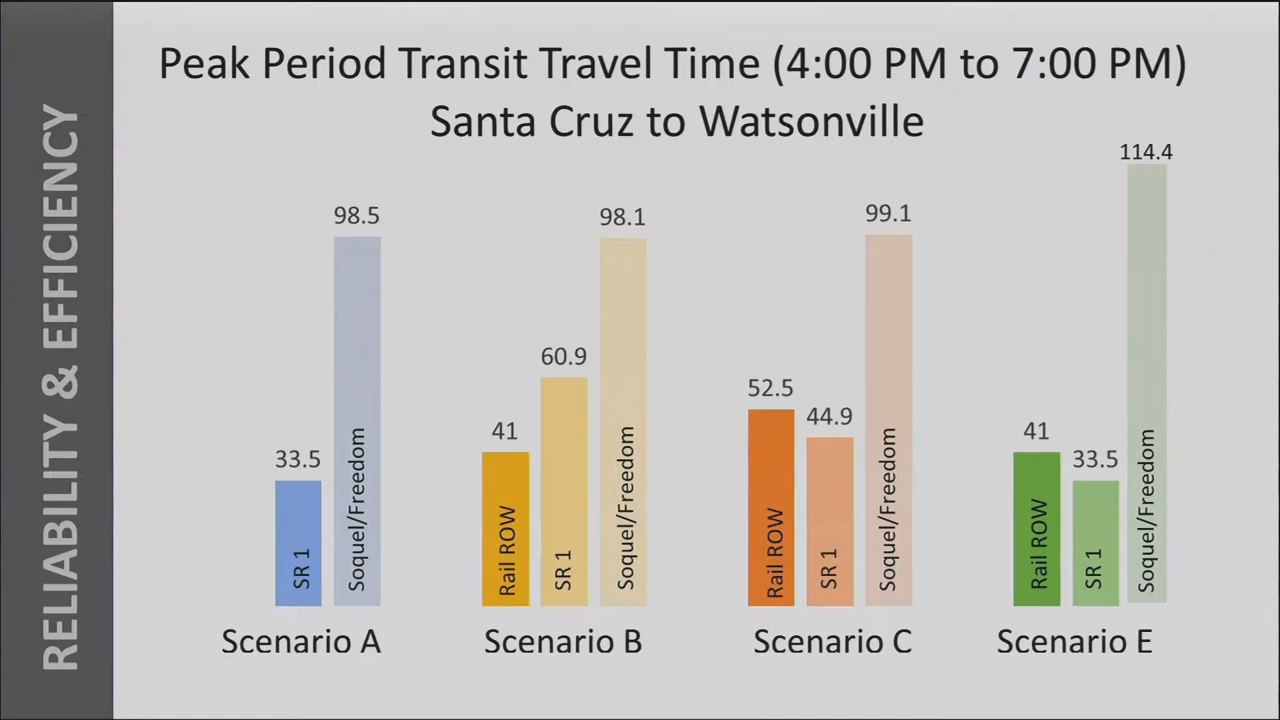 RELIABILITY & EFFICIENCY
Peak Period Transit Travel Time (4:00 PM to 7:00 PM)
Santa Cruz to Watsonville
33.5
SR 1
98.5
Soquel/Freedom
Scenario A
41
Rail ROW
60.9
SR 1
98.1
Soquel/Freedom
Scenario B
52.5
Rail ROW
44.9
SR 1
99.1
Soquel/Freedom
Scenario C
41
Rail ROW
33.5
SR 1
114.4
Soquel/Freedom
Scenario E